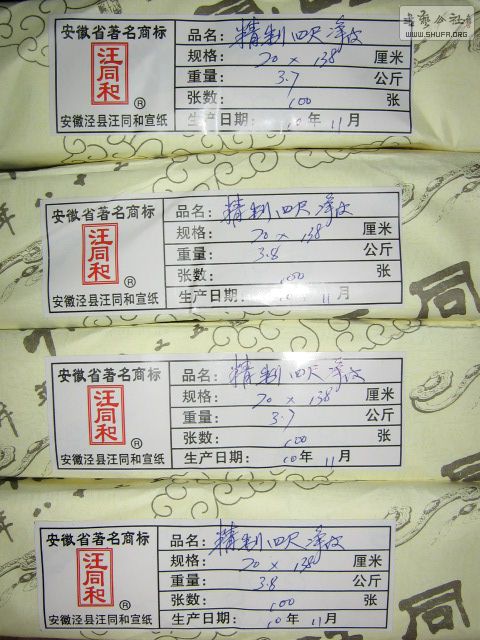 書藝公社
WWW.SHUFR.ORG
安徽省著名商标
汪同和
®
安徽泾县汪同和宣纸
品名: 精制四尺净皮
规格: 70 × 138 厘米
重量: 3.7 公斤
张数: 100 张
生产日期: 10年 11月
安徽省著名商标
汪同和
®
安徽泾县汪同和宣纸
品名: 精制四尺净皮
规格: 70 × 138 厘米
重量: 3.8 公斤
张数: 100 张
生产日期: 10年 11月
同
安徽省著名商标
汪同和
®
安徽泾县汪同和宣纸
品名: 精制四尺净皮
规格: 70 × 138 厘米
重量: 3.7 公斤
张数: 100 张
生产日期: 10年 11月
安徽省著名商标
汪同和
®
安徽泾县汪同和宣纸
品名: 精制四尺净皮
规格: 70 × 138 厘米
重量: 3.8 公斤
张数: 100 张
生产日期: 10年 11月